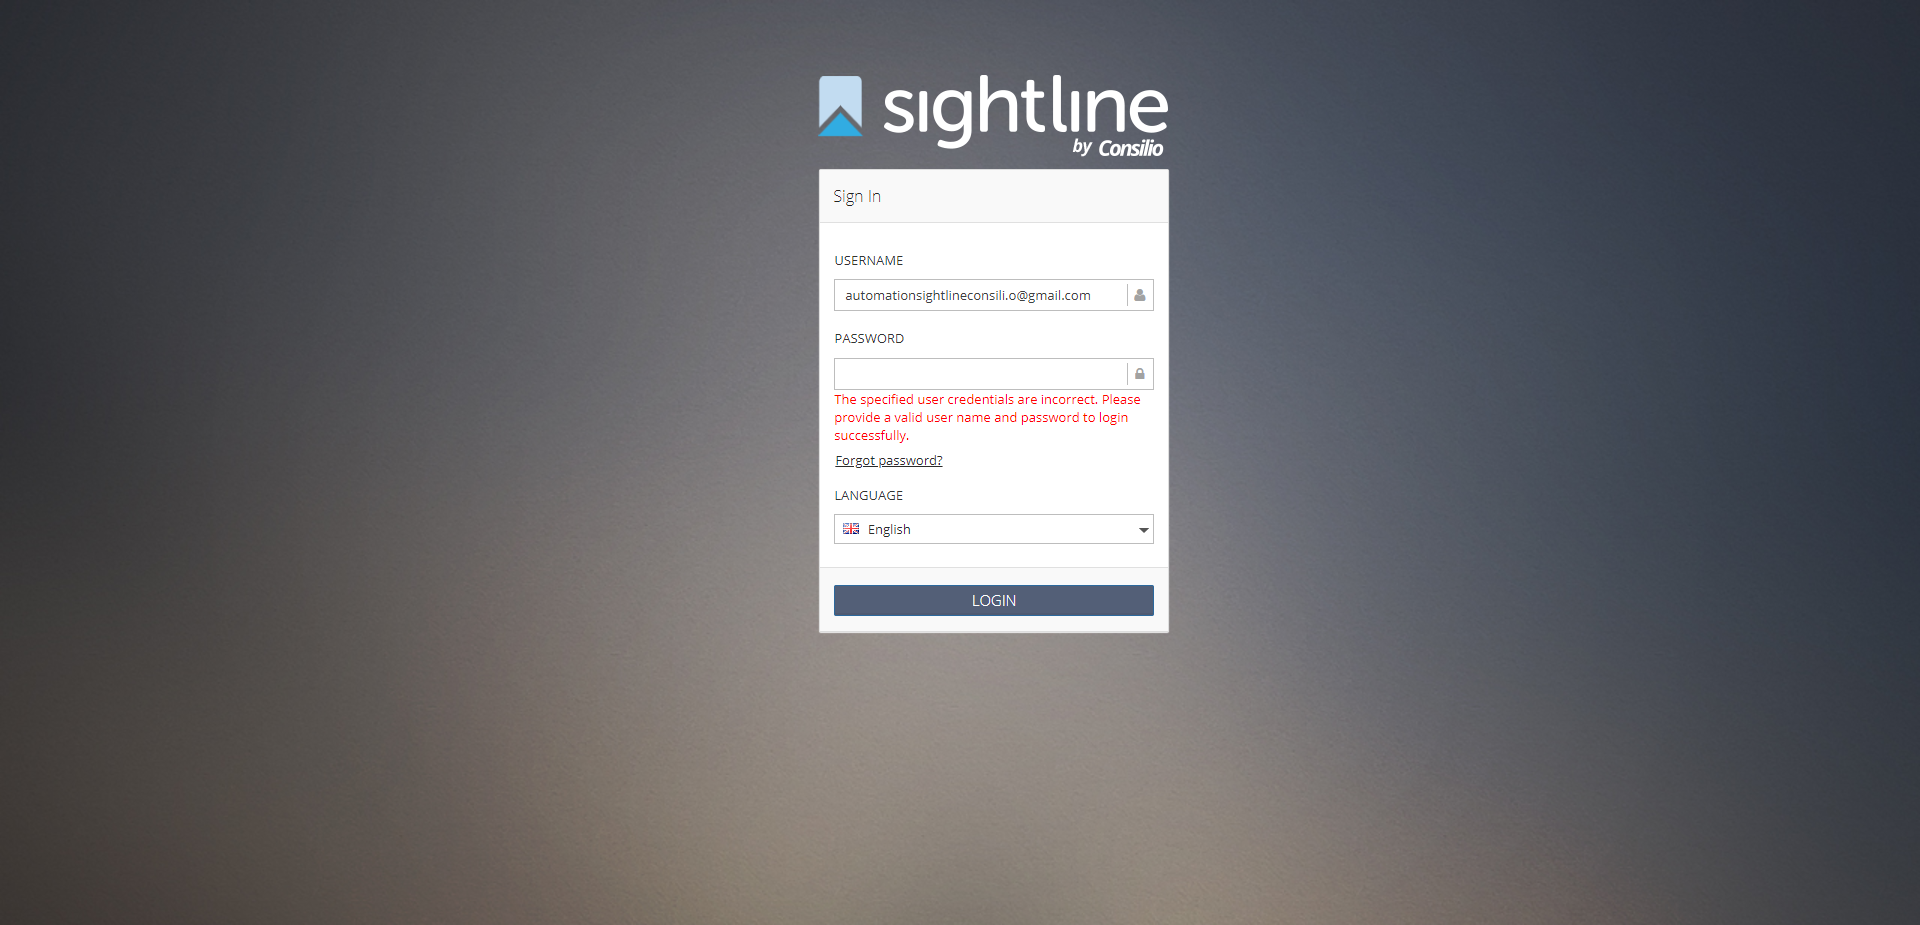 sightline
by Consilio
Sign In
USERNAME
automationsightlineconsili.o@gmail.com
PASSWORD
The specified user credentials are incorrect. Please
provide a valid user name and password to login
successfully.
Forgot password?
LANGUAGE
English
LOGIN